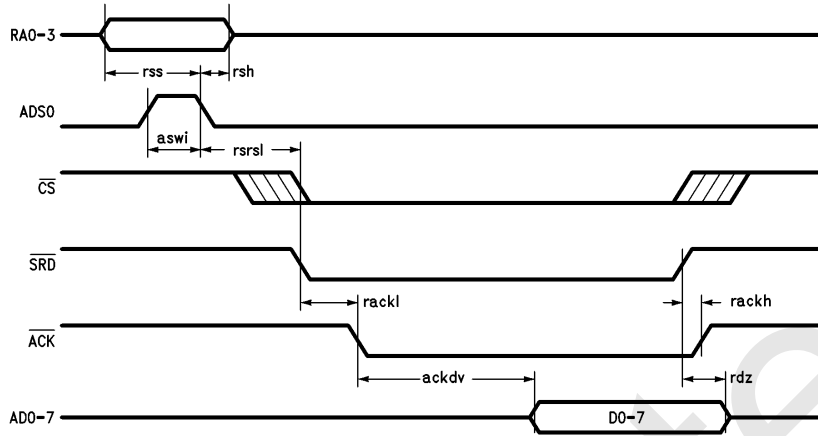 RA0-3
rss
rsh
ADS0
aswi
rsrsl
CS
SRD
rackl
rackh
ACK
ackdv
rdz
AD0-7
D0-7